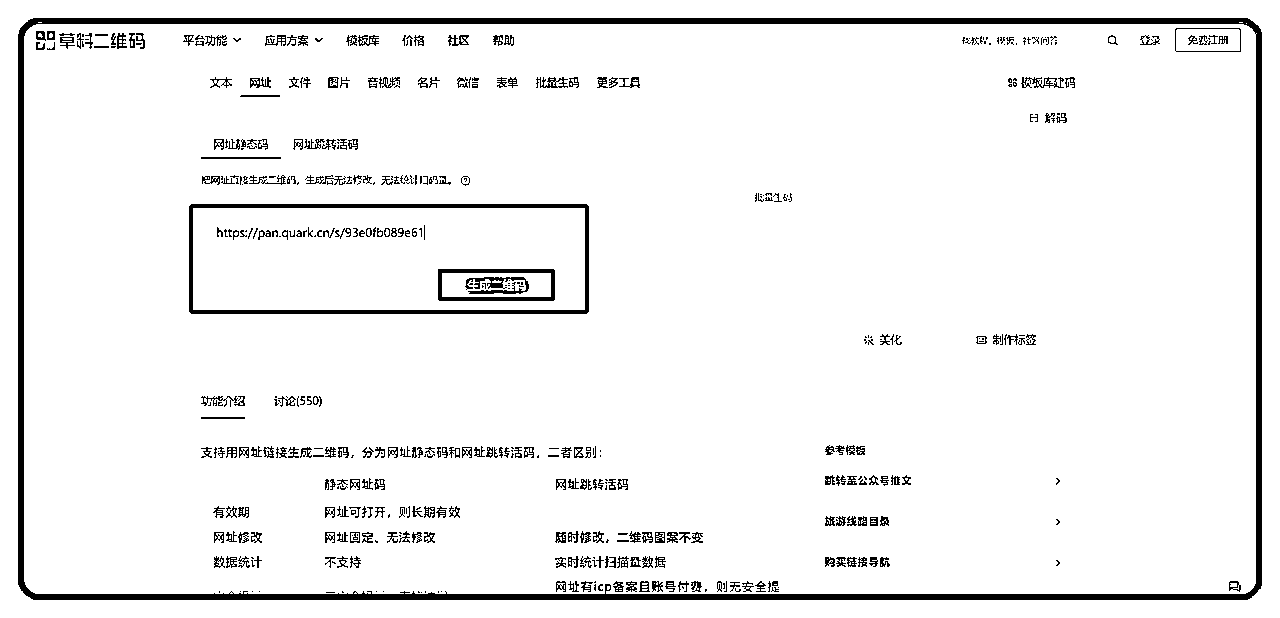 草料二维码 平台功能 应用方案 模板库 价格 社区 帮助 找教程、模板、社区问答 登录 免费注册
文本 网址 文件 图片 音视频 名片 微信 表单 批量生码 更多工具 模板库建码
解码
网址静态码 网址跳转活码
把网址直接生成二维码，生成后无法修改，无法统计扫码量。
批量生码
https://pan.quark.cn/s/93e0fb089e61
生成二维码
美化 制作标签
功能介绍 讨论(550)
支持用网址链接生成二维码，分为网址静态码和网址跳转活码，二者区别：
参考模板
静态网址码 网址跳转活码
跳转至公众号推文
有效期 网址可打开，则长期有效
旅游线路目录
网址修改 网址固定、无法修改 随时修改，二维码图案不变
数据统计 不支持 实时统计扫描量数据
购买链接导航
网址有icp备案且账号付费，则无安全提